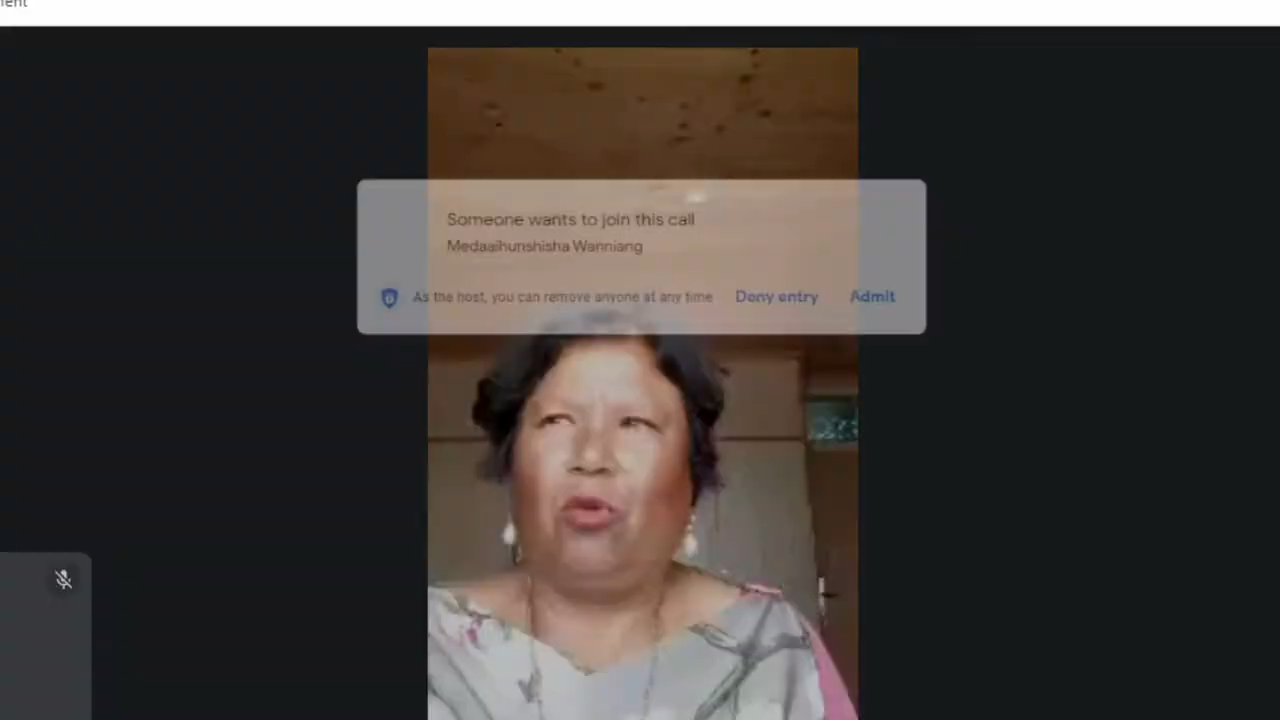 Someone wants to join this call
Medaaihunshisha Wanniang
As the host, you can remove anyone at any time Deny entry Admit